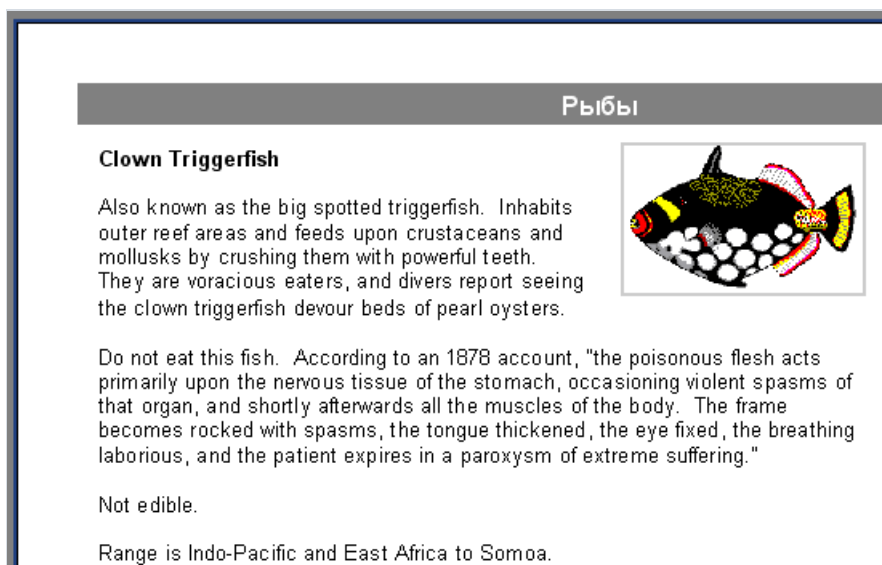 Рыбы
Clown Triggerfish
Also known as the big spotted triggerfish.  Inhabits
outer reef areas and feeds upon crustaceans and
mollusks by crushing them with powerful teeth.
They are voracious eaters, and divers report seeing
the clown triggerfish devour beds of pearl oysters.
Do not eat this fish.  According to an 1878 account, "the poisonous flesh acts
primarily upon the nervous tissue of the stomach, occasioning violent spasms of
that organ, and shortly afterwards all the muscles of the body.  The frame
becomes rocked with spasms, the tongue thickened, the eye fixed, the breathing
laborious, and the patient expires in a paroxysm of extreme suffering."
Not edible.
Range is Indo-Pacific and East Africa to Somoa.